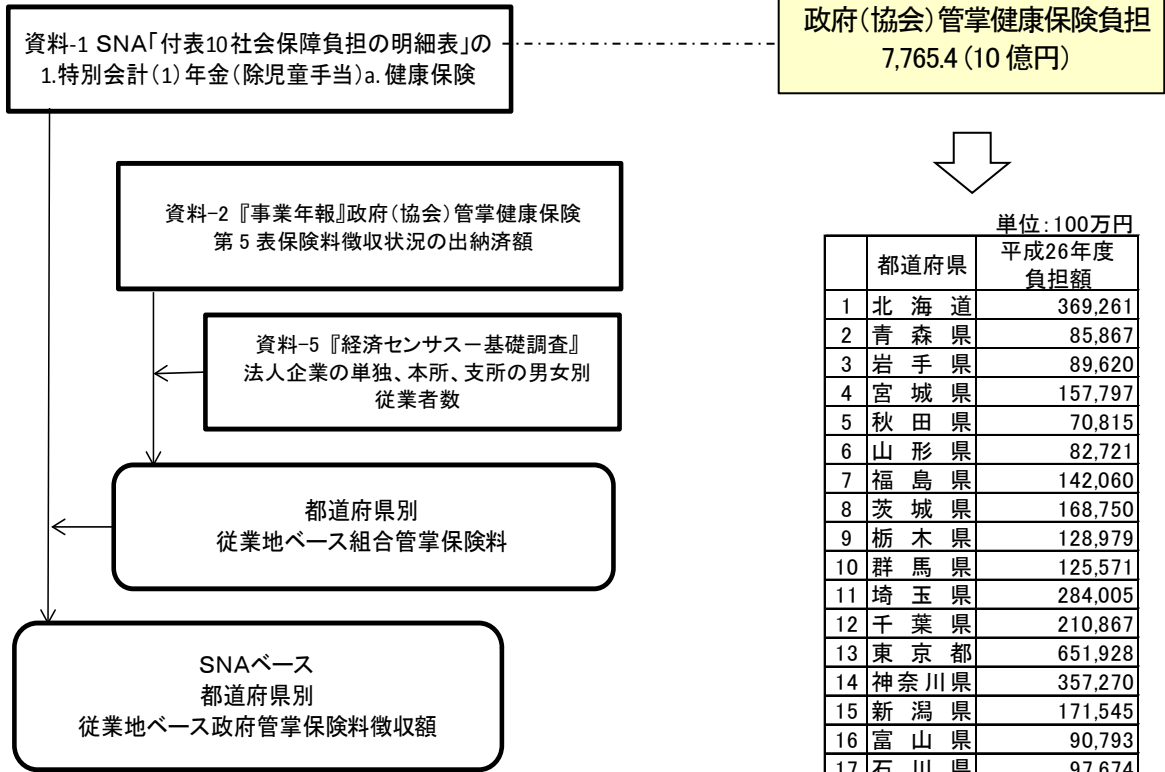 資料-1 SNA「付表10社会保障負担の明細表」の
1.特別会計(1)年金(除児童手当)a.健康保険
政府(協会)管掌健康保険負担
7,765.4(10億円)
資料-2『事業年報』政府(協会)管掌健康保険
第5表保険料徴収状況の出納済額
資料-5『経済センサス-基礎調査』
法人企業の単独、本所、支所の男女別
従業者数
都道府県別
従業地ベース組合管掌保険料
SNAベース
都道府県別
従業地ベース政府管掌保険料徴収額
単位:100万円
都道府県 平成26年度
負担額
1 北海道 369,261
2 青森県 85,867
3 岩手県 89,620
4 宮城県 157,797
5 秋田県 70,815
6 山形県 82,721
7 福島県 142,060
8 茨城県 168,750
9 栃木県 128,979
10 群馬県 125,571
11 埼玉県 284,005
12 千葉県 210,867
13 東京都 651,928
14 神奈川県 357,270
15 新潟県 171,545
16 富山県 90,793
17 石川県 97,674